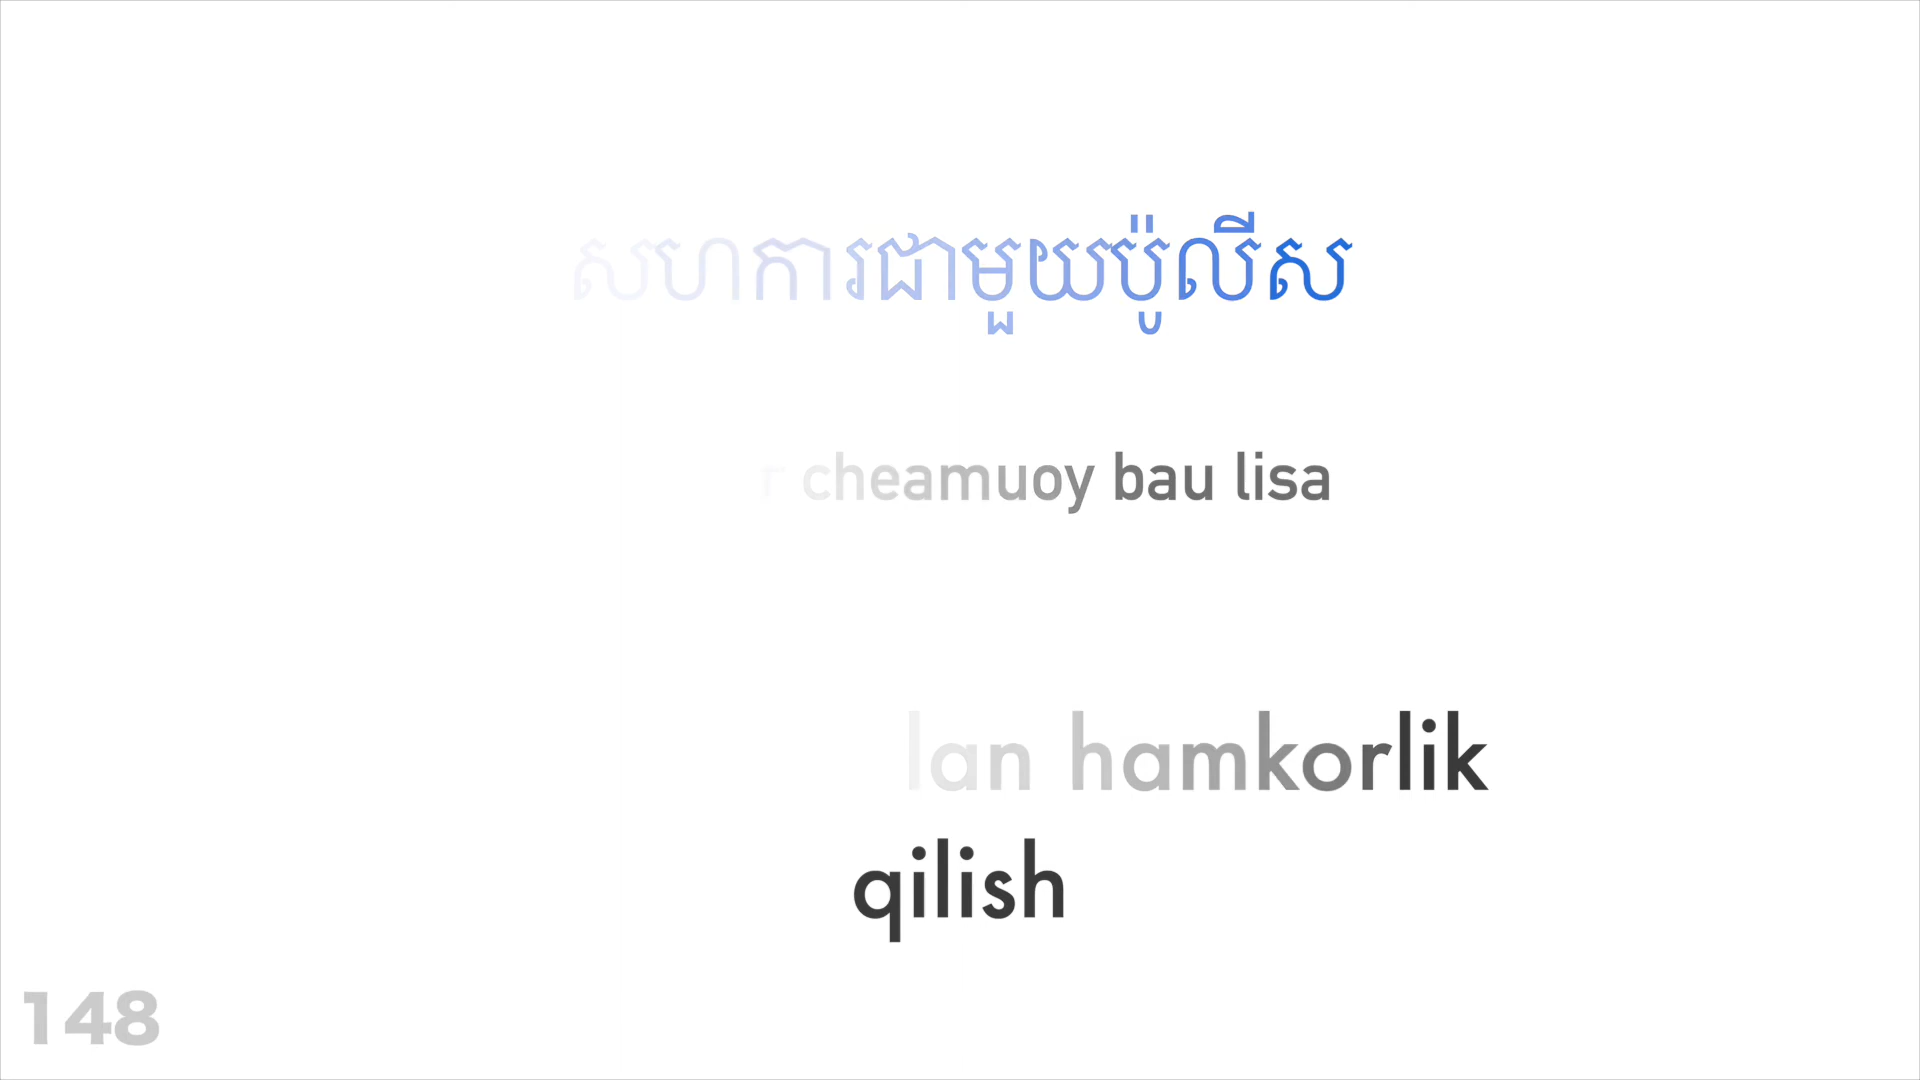 សហការជាមួយប៉ូលីស
r cheamuoy bau lisa
lan hamkorlik
qilish
148